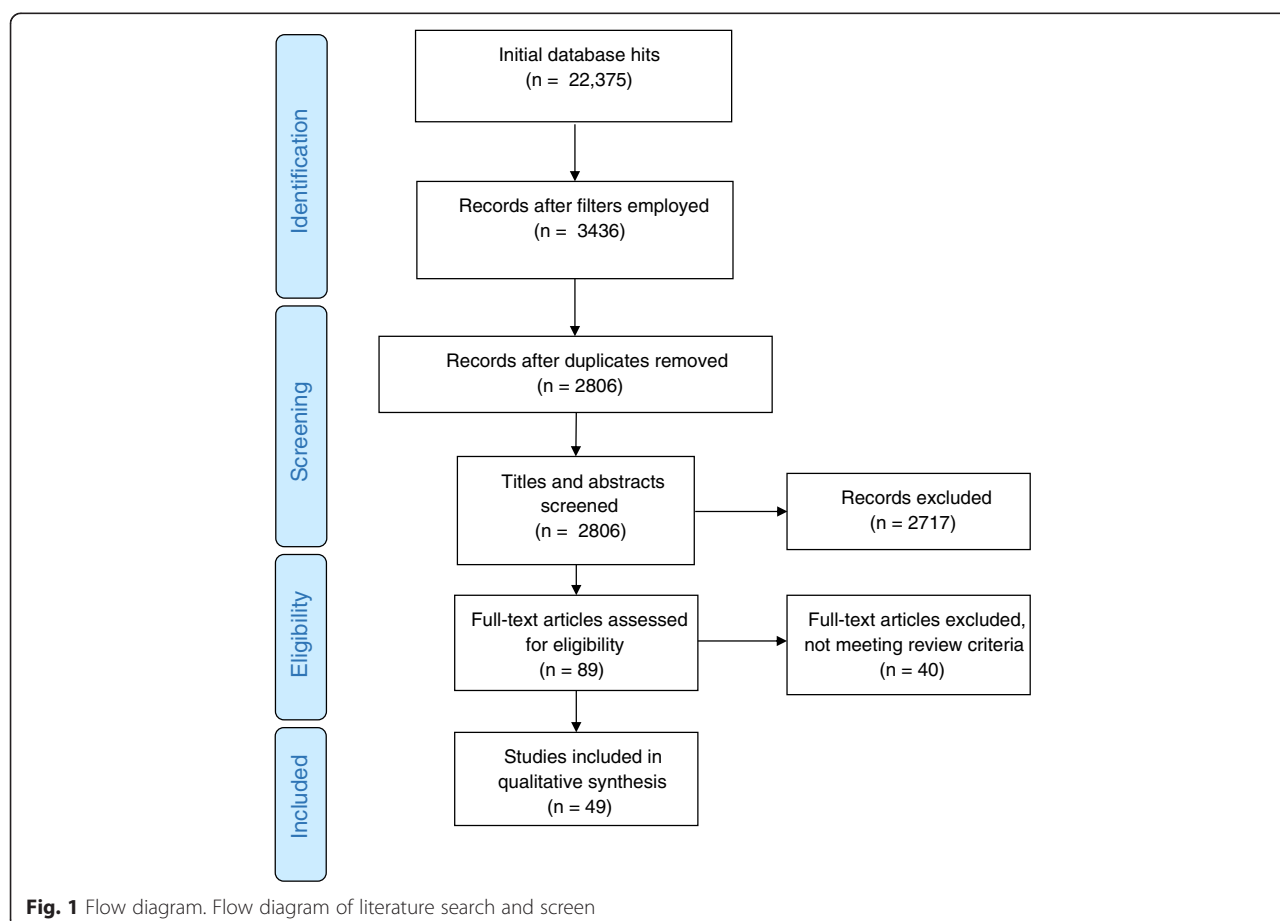 Identification
Initial database hits
(n = 22,375)
Records after filters employed
(n = 3436)
Screening
Records after duplicates removed
(n = 2806)
Titles and abstracts
screened
(n = 2806)
Records excluded
(n = 2717)
Eligibility
Full-text articles assessed
for eligibility
(n = 89)
Full-text articles excluded,
not meeting review criteria
(n = 40)
Included
Studies included in
qualitative synthesis
(n = 49)
Fig. 1 Flow diagram. Flow diagram of literature search and screen